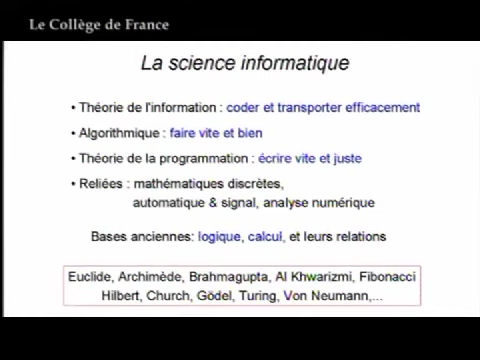 Le Collège de France
La science informatique
• Théorie de l'information : coder et transporter efficacement
• Algorithmique : faire vite et bien
• Théorie de la programmation : écrire vite et juste
• Reliées : mathématiques discrètes,
automatique & signal, analyse numérique
Bases anciennes: logique, calcul, et leurs relations
Euclide, Archimède, Brahmagupta, Al Khwarizmi, Fibonacci
Hilbert, Church, Gödel, Turing, Von Neumann,...